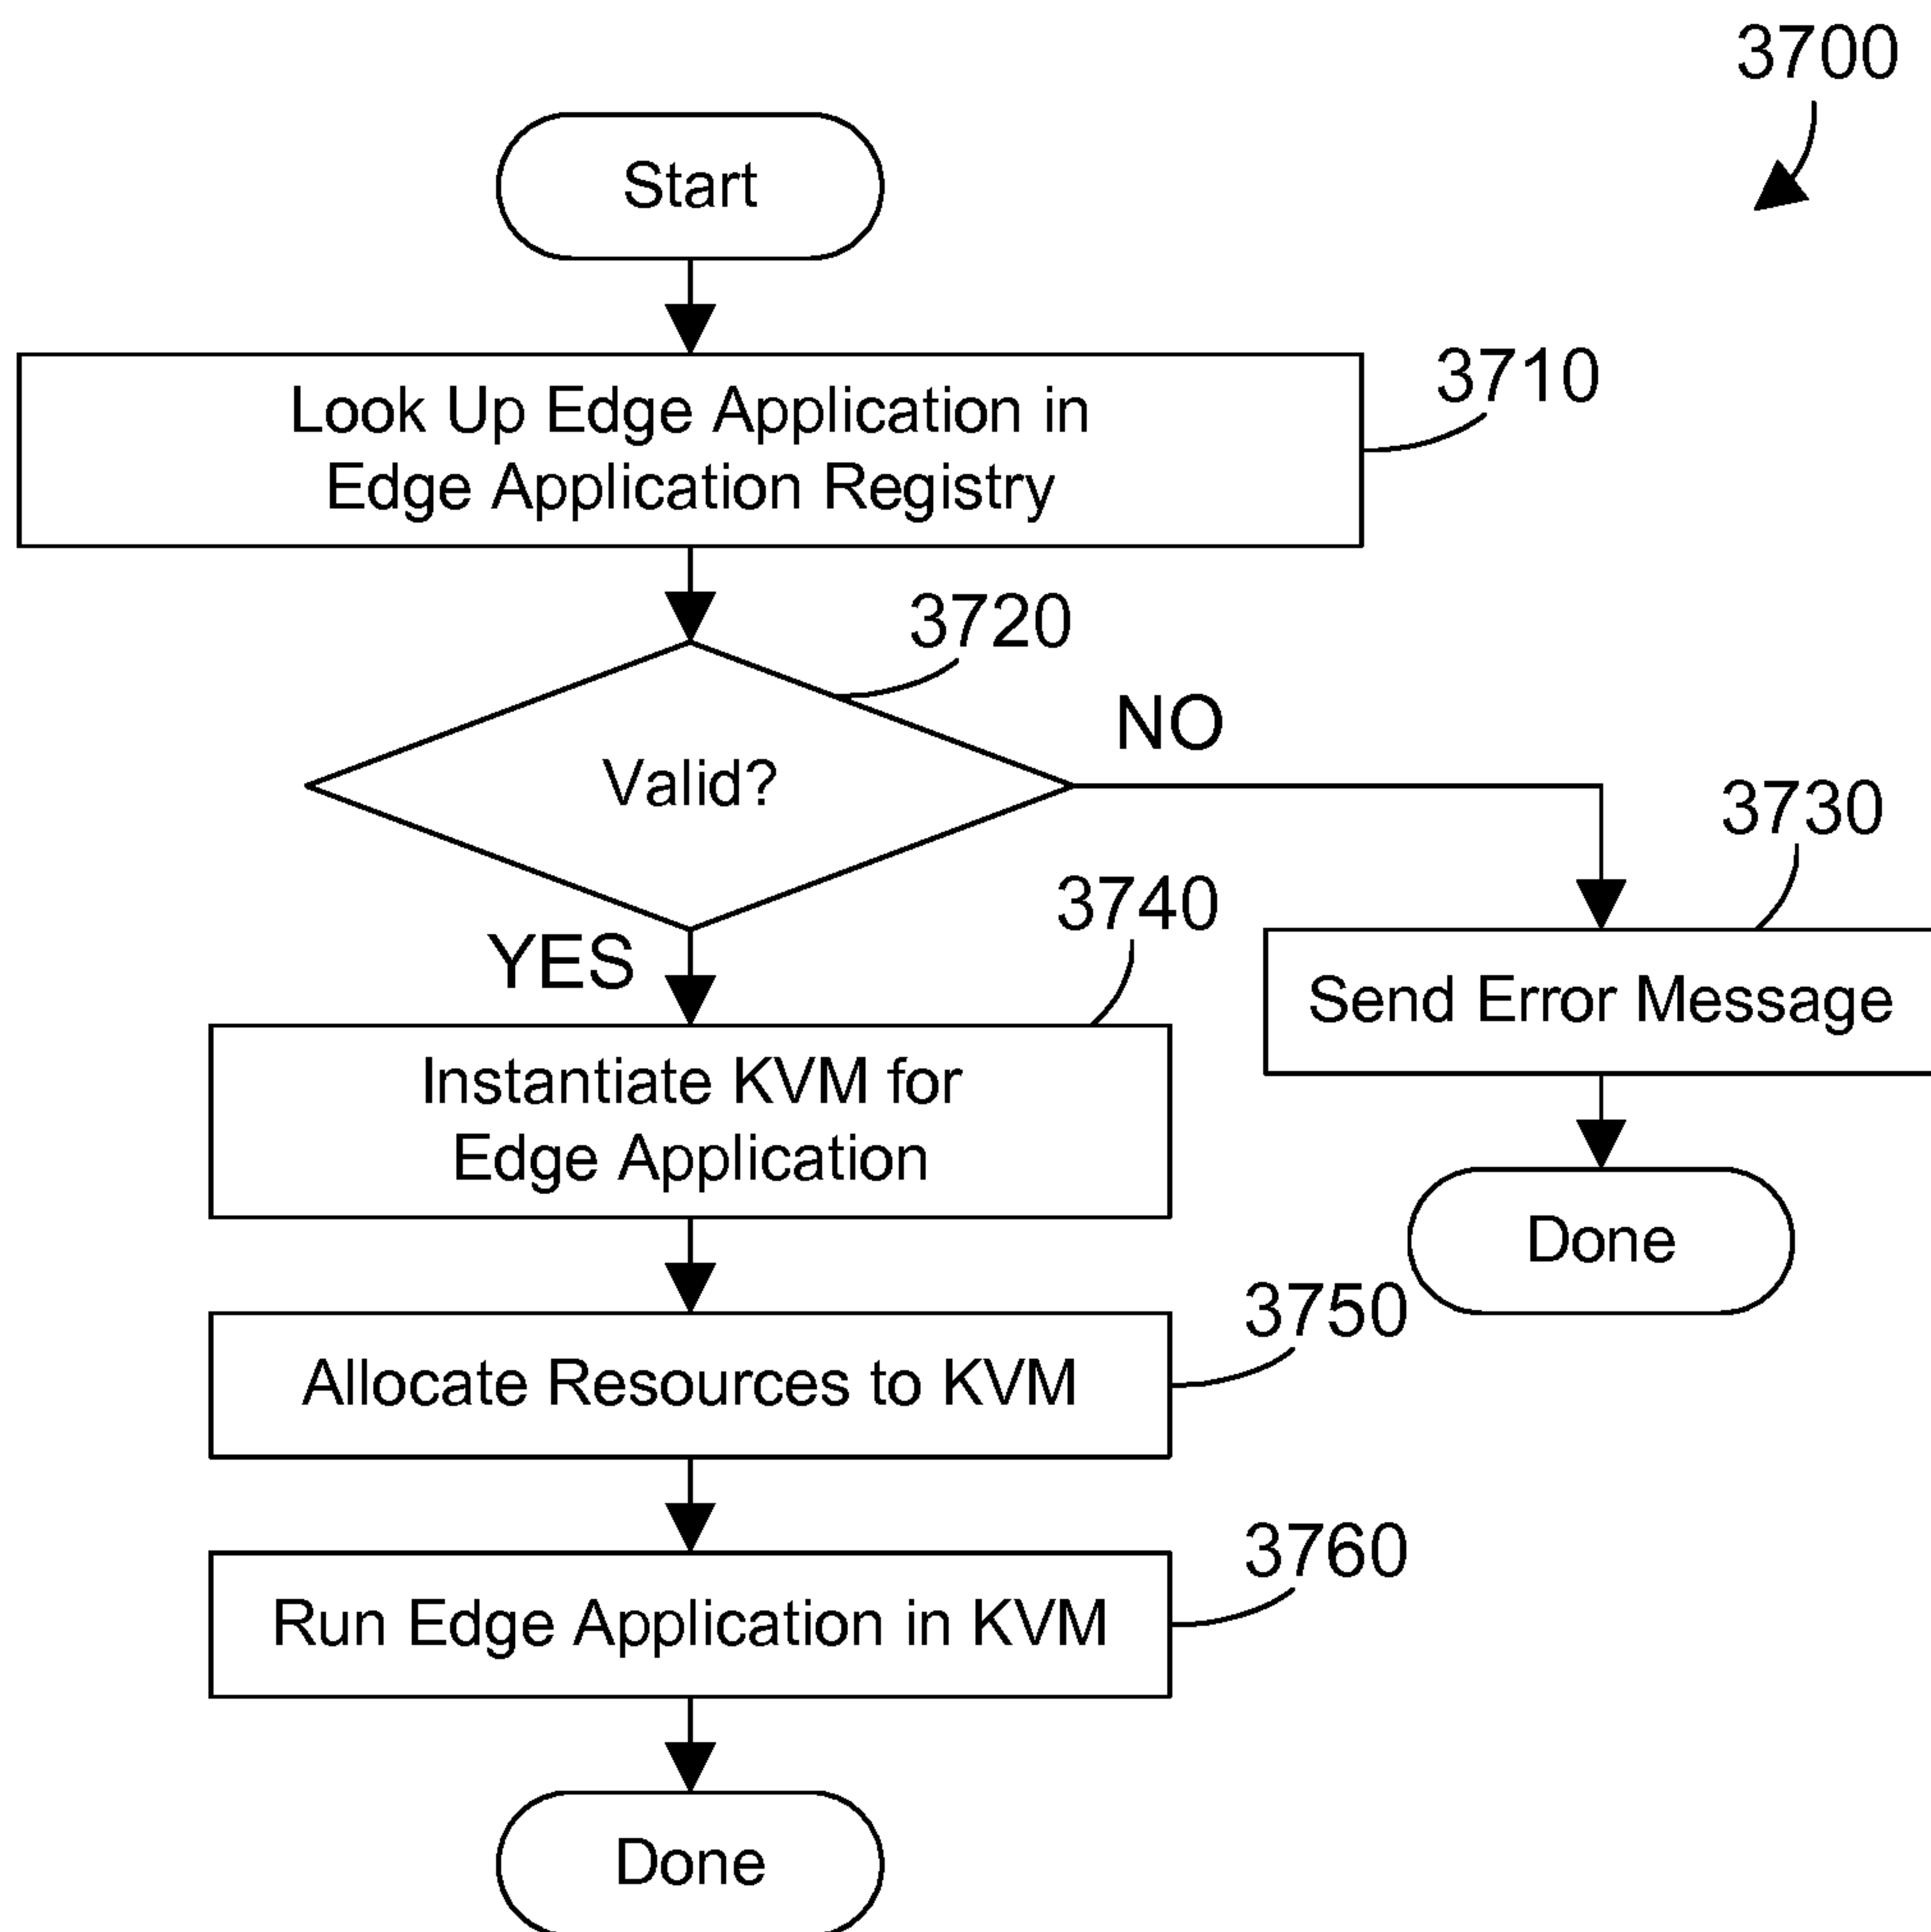 3700
Start
Look Up Edge Application in
Edge Application Registry
3710
3720
Valid?
NO
3730
YES
3740
Send Error Message
Instantiate KVM for
Edge Application
Done
3750
Allocate Resources to KVM
3760
Run Edge Application in KVM
Done